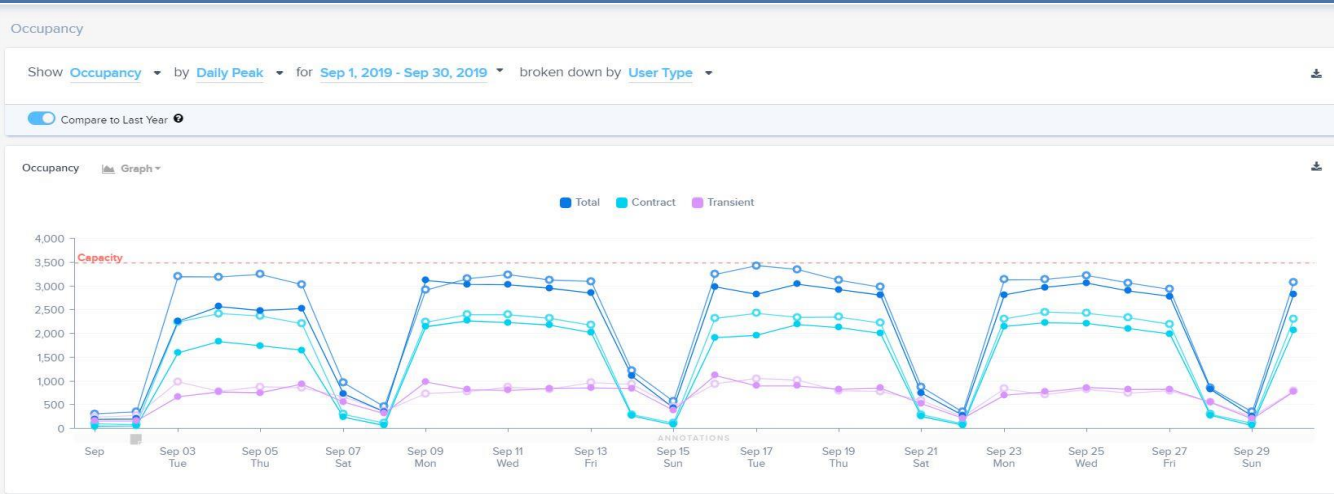 Occupancy
Show Occupancy by Daily Peak for Sep 1, 2019 - Sep 30, 2019 broken down by User Type
Compare to Last Year ?
Occupancy Graph
Total Contract Transient
4,000
Capacity
3,500
3,000
2,500
2,000
1,500
1,000
500
0
ANNOTATIONS
Sep Sep 03 Sep 05 Sep 07 Sep 09 Sep 11 Sep 13 Sep 15 Sep 17 Sep 19 Sep 21 Sep 23 Sep 25 Sep 27 Sep 29
Tue Thu Sat Mon Wed Fri Sun Tue Thu Sat Mon Wed Fri Sun